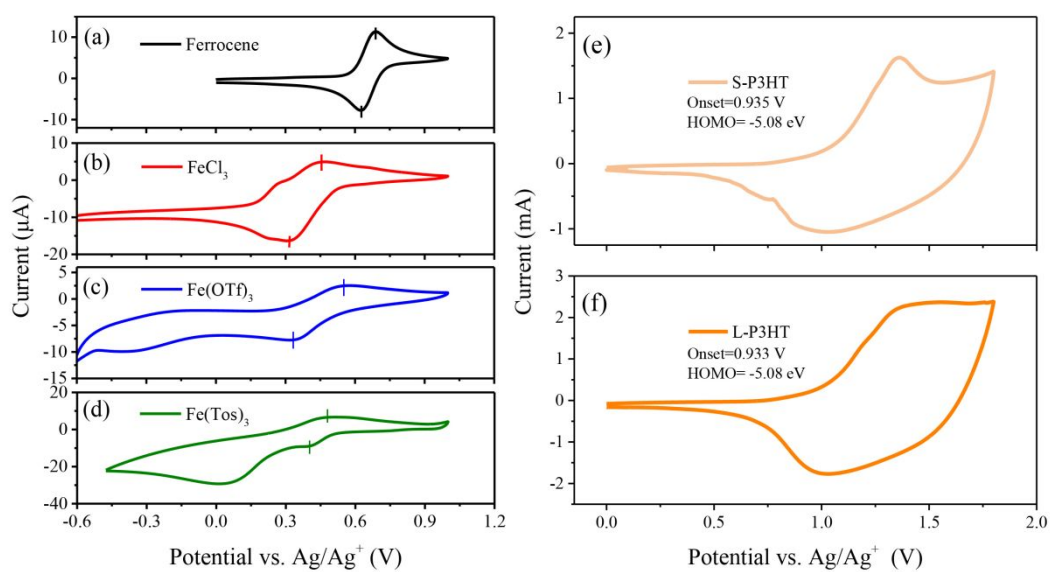 (a)
Ferrocene
10
0
-10
(b)
FeCl₃
10
0
-10
-20
(c)
Fe(OTf)₃
5
0
-5
-10
-15
(d)
Fe(Tos)₃
20
0
-20
-40
-0.6
-0.3
0.0
0.3
0.6
0.9
1.2
Current (μA)
Potential vs. Ag/Ag⁺ (V)
(e)
S-P3HT
Onset=0.935 V
HOMO= -5.08 eV
2
1
0
-1
(f)
L-P3HT
Onset=0.933 V
HOMO= -5.08 eV
3
2
1
0
-1
-2
0.0
0.5
1.0
1.5
2.0
Current (mA)
Potential vs. Ag/Ag⁺ (V)